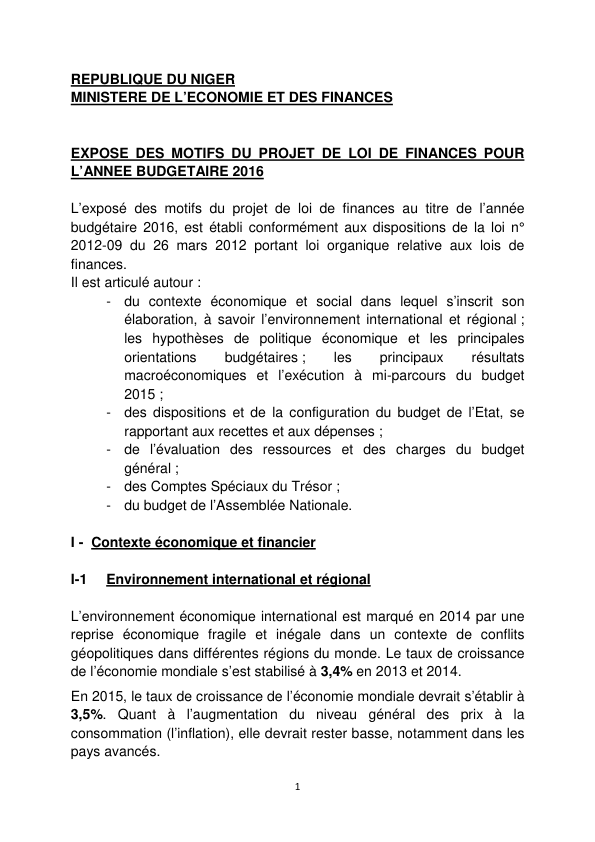 REPUBLIQUE DU NIGER
MINISTERE DE L’ECONOMIE ET DES FINANCES
EXPOSE DES MOTIFS DU PROJET DE LOI DE FINANCES POUR
L’ANNEE BUDGETAIRE 2016
L’exposé des motifs du projet de loi de finances au titre de l’année
budgétaire 2016, est établi conformément aux dispositions de la loi n°
2012-09 du 26 mars 2012 portant loi organique relative aux lois de
finances.
Il est articulé autour :
- du contexte économique et social dans lequel s’inscrit son
élaboration, à savoir l’environnement international et régional ;
les hypothèses de politique économique et les principales
orientations budgétaires ; les principaux résultats
macroéconomiques et l’exécution à mi-parcours du budget
2015 ;
- des dispositions et de la configuration du budget de l’Etat, se
rapportant aux recettes et aux dépenses ;
- de l’évaluation des ressources et des charges du budget
général ;
- des Comptes Spéciaux du Trésor ;
- du budget de l’Assemblée Nationale.
I - Contexte économique et financier
I-1 Environnement international et régional
L’environnement économique international est marqué en 2014 par une
reprise économique fragile et inégale dans un contexte de conflits
géopolitiques dans différentes régions du monde. Le taux de croissance
de l’économie mondiale s’est stabilisé à 3,4% en 2013 et 2014.
En 2015, le taux de croissance de l’économie mondiale devrait s’établir à
3,5%. Quant à l’augmentation du niveau général des prix à la
consommation (l’inflation), elle devrait rester basse, notamment dans les
pays avancés.
1